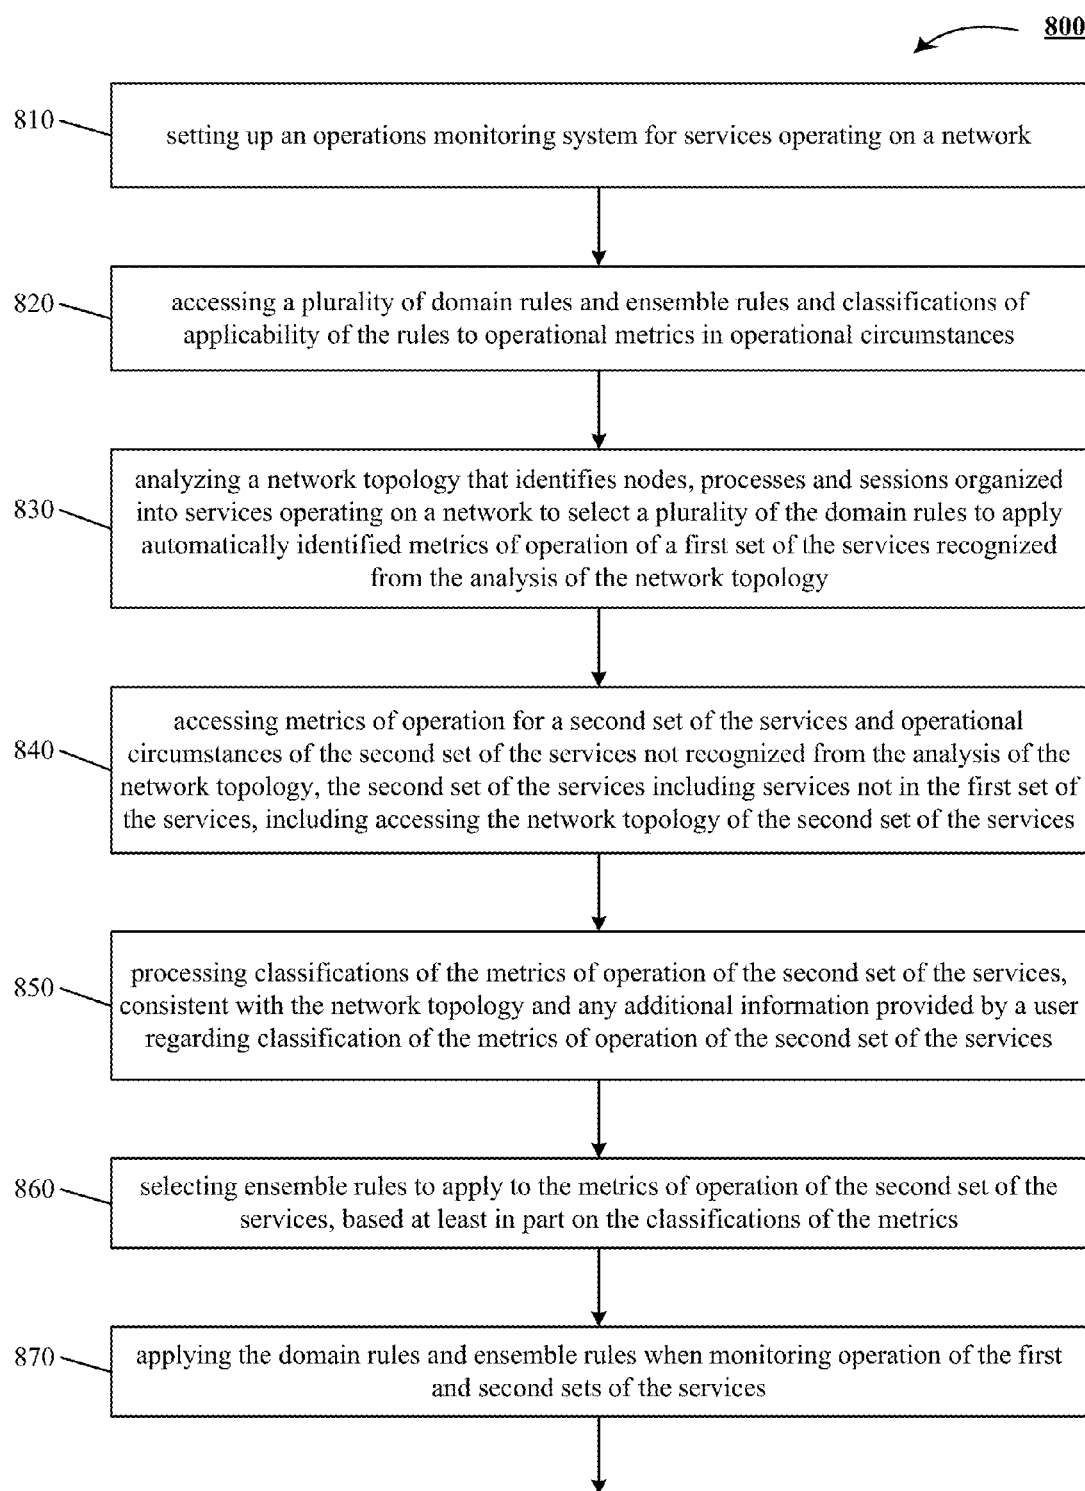 800
810
setting up an operations monitoring system for services operating on a network
820
accessing a plurality of domain rules and ensemble rules and classifications of
applicability of the rules to operational metrics in operational circumstances
830
analyzing a network topology that identifies nodes, processes and sessions organized
into services operating on a network to select a plurality of the domain rules to apply
automatically identified metrics of operation of a first set of the services recognized
from the analysis of the network topology
840
accessing metrics of operation for a second set of the services and operational
circumstances of the second set of the services not recognized from the analysis of the
network topology, the second set of the services including services not in the first set of
the services, including accessing the network topology of the second set of the services
850
processing classifications of the metrics of operation of the second set of the services,
consistent with the network topology and any additional information provided by a user
regarding classification of the metrics of operation of the second set of the services
860
selecting ensemble rules to apply to the metrics of operation of the second set of the
services, based at least in part on the classifications of the metrics
870
applying the domain rules and ensemble rules when monitoring operation of the first
and second sets of the services